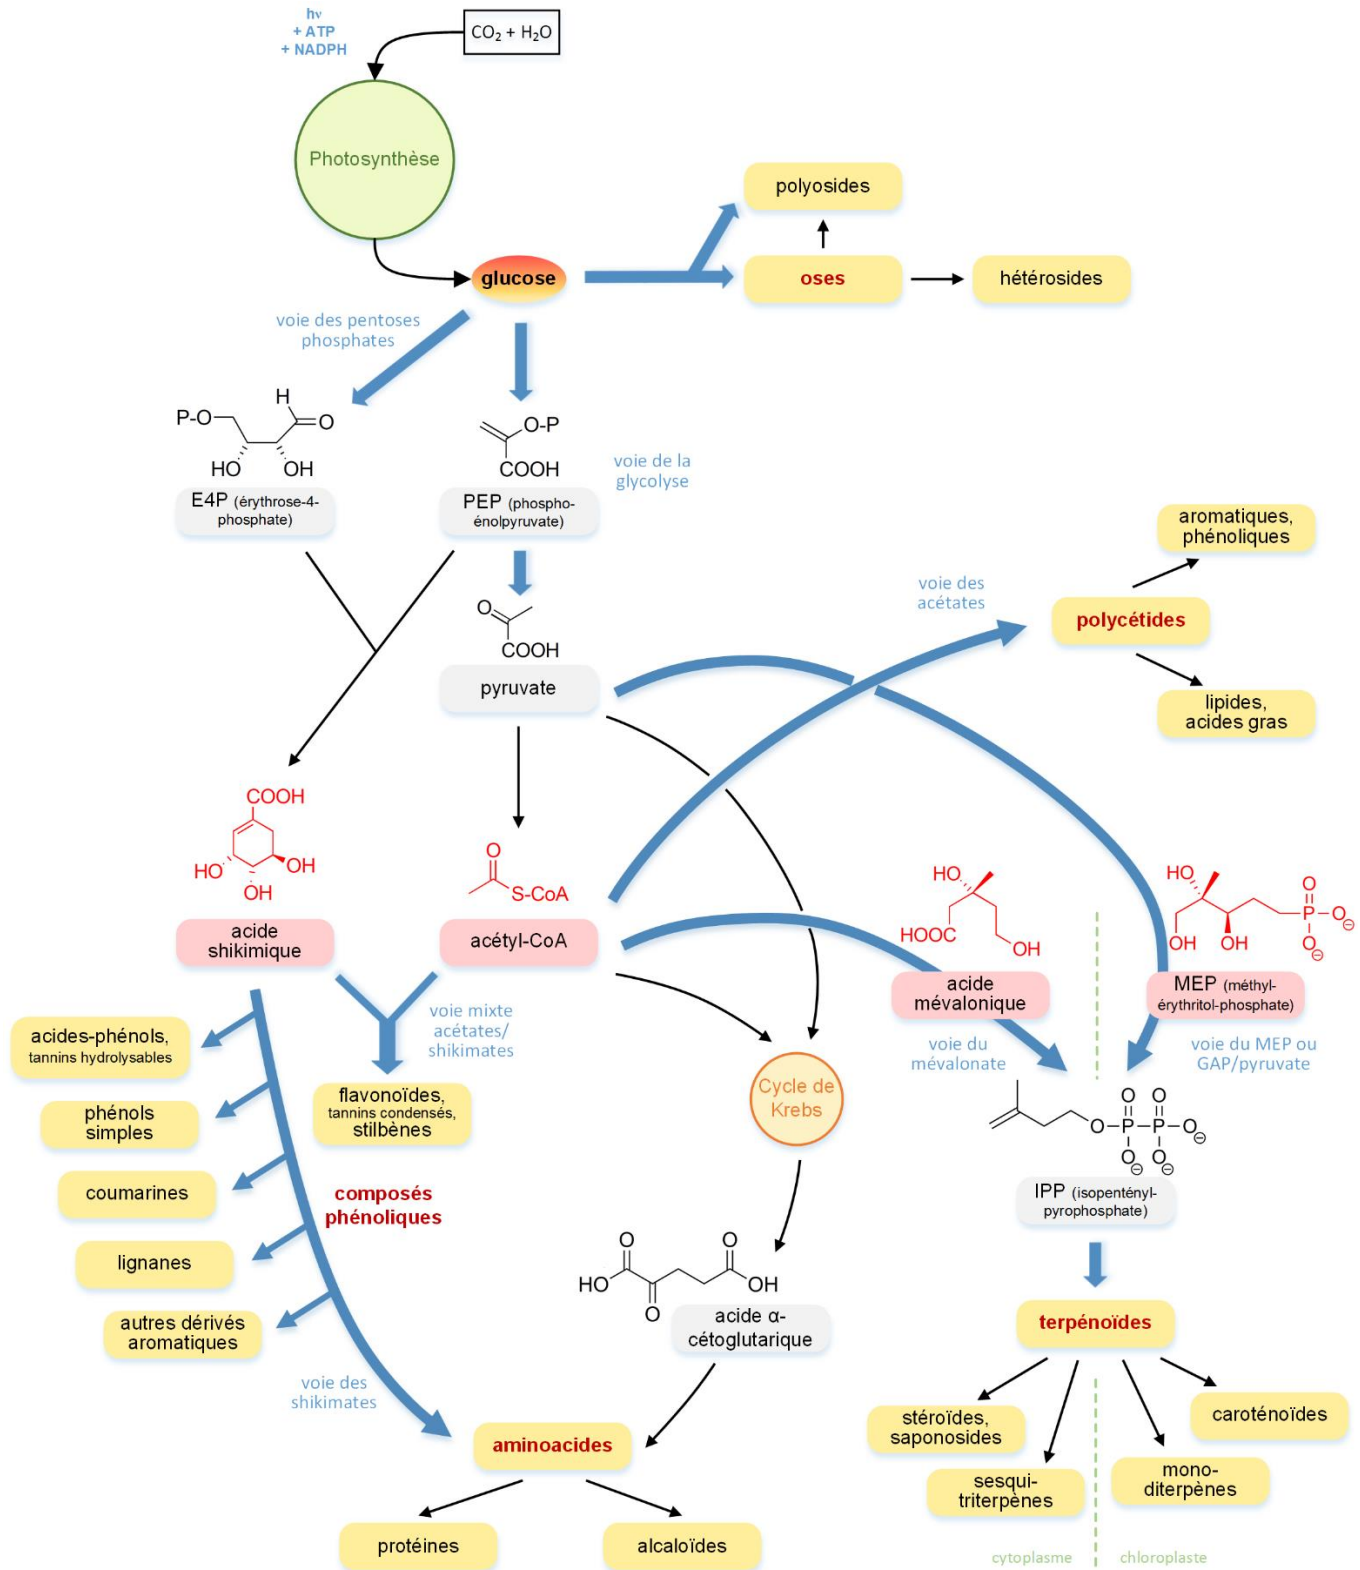 hν
+ ATP
+ NADPH
CO₂ + H₂O
Photosynthèse
polyosides
glucose
oses
hétérosides
voie des pentoses
phosphates
P-O
H
O
HO
OH
E4P (érythrose-4-
phosphate)
O-P
COOH
PEP (phospho-
énolpyruvate)
voie de la
glycolyse
aromatiques,
phénoliques
voie des
acétates
polycétides
lipides,
acides gras
O
COOH
pyruvate
COOH
HO
OH
OH
acide
shikimique
O
S-CoA
acétyl-CoA
HO
HOOC
OH
acide
mévalonique
HO
OH
OH
O
P
O⊖
O⊖
MEP (méthyl-
érythritol-phosphate)
voie mixte
acétates/
shikimates
voie du
mévalonate
voie du MEP ou
GAP/pyruvate
acides-phénols,
tannins hydrolysables
phénols
simples
coumarines
lignanes
autres dérivés
aromatiques
flavonoïdes,
tannins condensés,
stilbènes
composés
phénoliques
Cycle de
Krebs
O O
O P P O⊖
O⊖ O⊖
IPP (isopentényl-
pyrophosphate)
O O
HO OH
O
acide α-
cétoglutarique
terpénoïdes
voie des
shikimates
aminoacides
stéroïdes,
saponosides
caroténoïdes
sesqui-
triterpènes
mono-
diterpènes
protéines
alcaloïdes
cytoplasme
chloroplaste